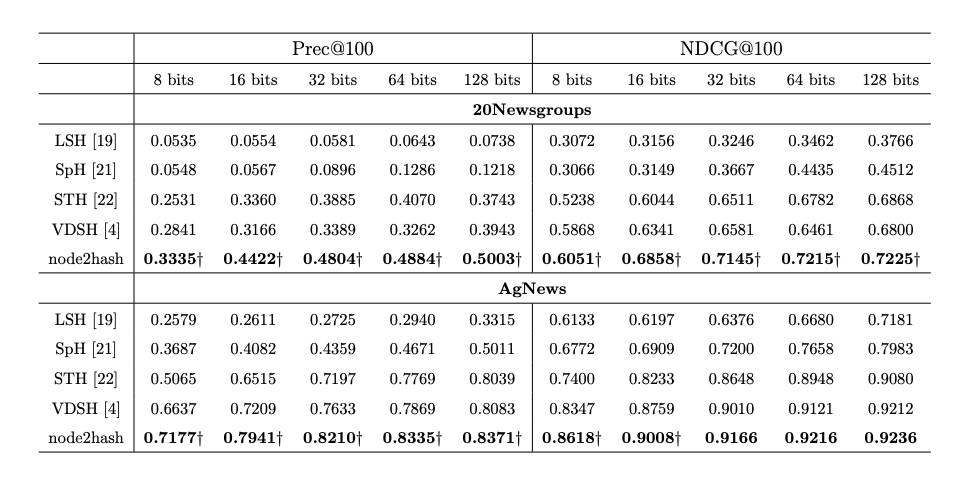 Prec@100 NDCG@100
8 bits 16 bits 32 bits 64 bits 128 bits 8 bits 16 bits 32 bits 64 bits 128 bits
20Newsgroups
LSH [19] 0.0535 0.0554 0.0581 0.0643 0.0738 0.3072 0.3156 0.3246 0.3462 0.3766
SpH [21] 0.0548 0.0567 0.0896 0.1286 0.1218 0.3066 0.3149 0.3667 0.4435 0.4512
STH [22] 0.2531 0.3360 0.3885 0.4070 0.3743 0.5238 0.6044 0.6511 0.6782 0.6868
VDSH [4] 0.2841 0.3166 0.3389 0.3262 0.3943 0.5868 0.6341 0.6581 0.6461 0.6800
node2hash 0.3335† 0.4422† 0.4804† 0.4884† 0.5003† 0.6051† 0.6858† 0.7145† 0.7215† 0.7225†
AgNews
LSH [19] 0.2579 0.2611 0.2725 0.2940 0.3315 0.6133 0.6197 0.6376 0.6680 0.7181
SpH [21] 0.3687 0.4082 0.4359 0.4671 0.5011 0.6772 0.6909 0.7200 0.7658 0.7983
STH [22] 0.5065 0.6515 0.7197 0.7769 0.8039 0.7400 0.8233 0.8648 0.8948 0.9080
VDSH [4] 0.6637 0.7209 0.7633 0.7869 0.8083 0.8347 0.8759 0.9010 0.9121 0.9212
node2hash 0.7177† 0.7941† 0.8210† 0.8335† 0.8371† 0.8618† 0.9008† 0.9166 0.9216 0.9236